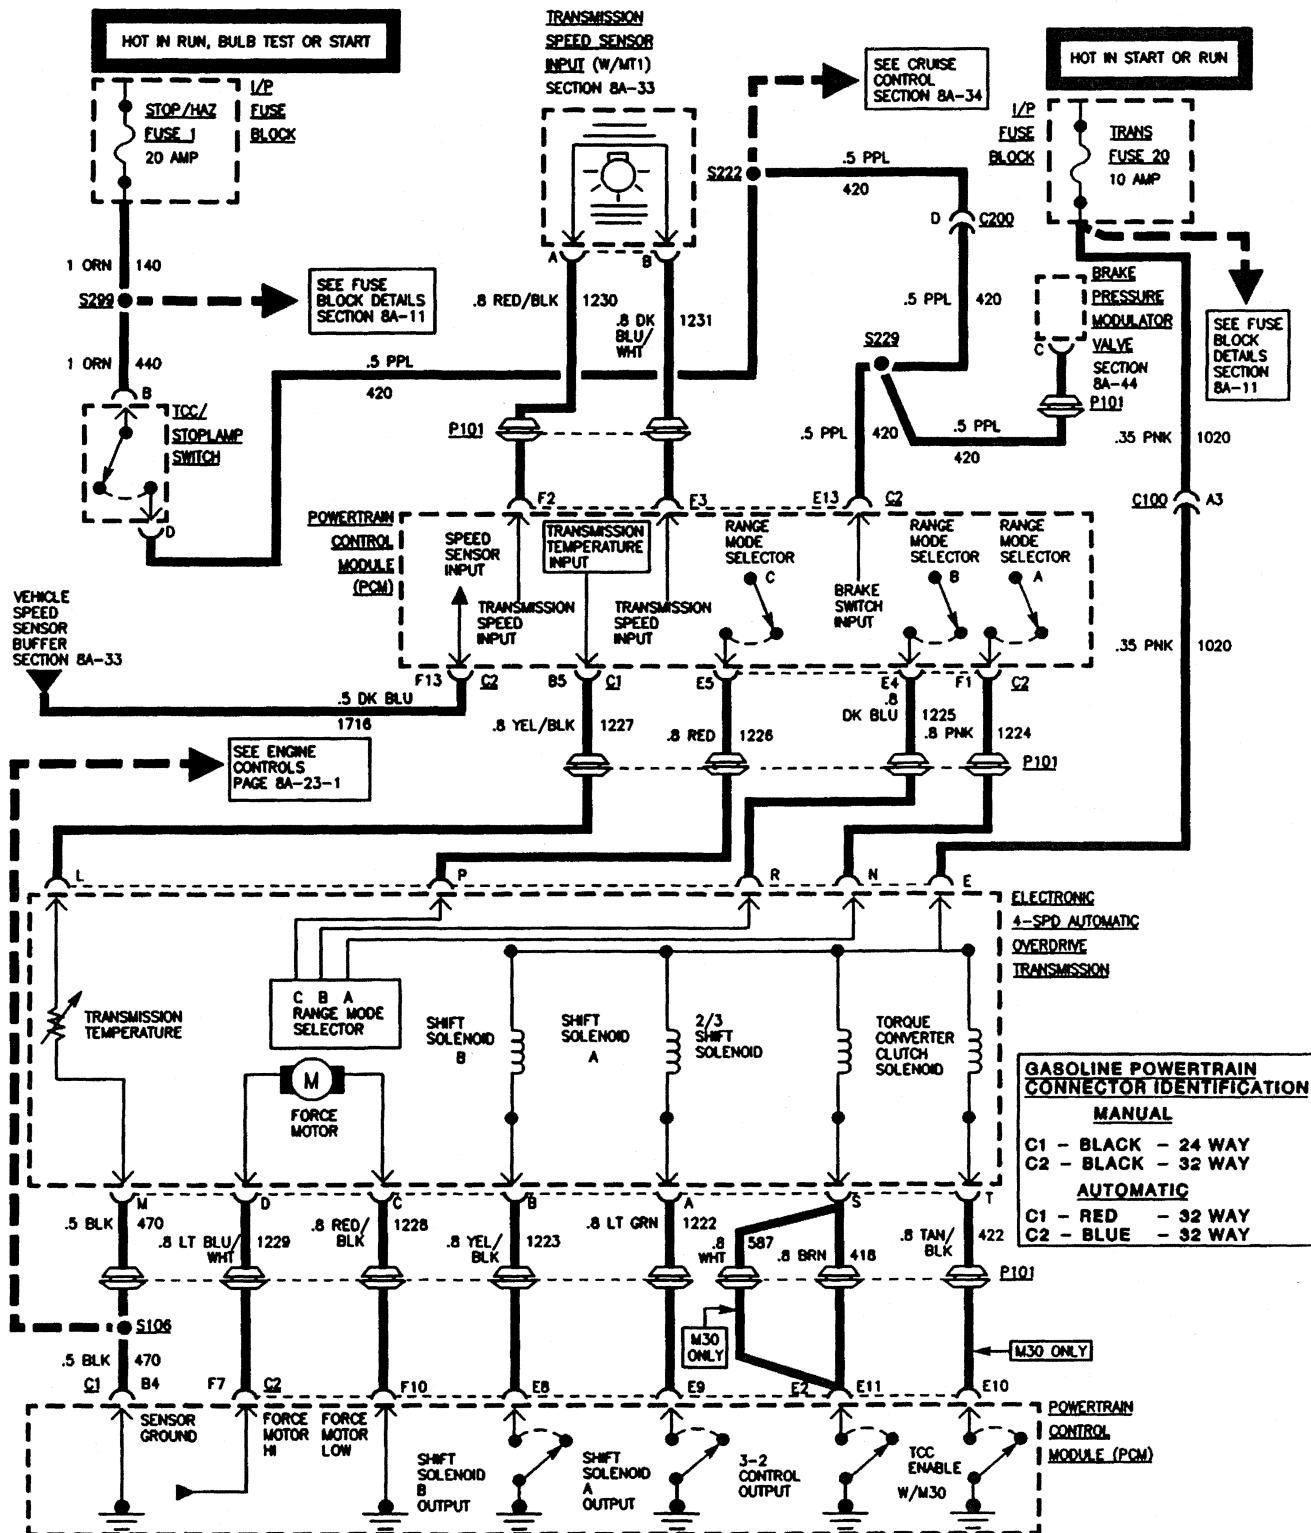 HOT IN RUN, BULB TEST OR START
STOP/HAZ
FUSE 1
20 AMP
I/P
FUSE
BLOCK
TRANSMISSION
SPEED SENSOR
INPUT (W/MT1)
SECTION 8A-33
SEE CRUISE
CONTROL
SECTION 8A-34
HOT IN START OR RUN
I/P
FUSE
BLOCK
TRANS
FUSE 20
10 AMP
S222
.5 PPL
420
D
C200
1 ORN
140
S299
SEE FUSE
BLOCK DETAILS
SECTION 8A-11
1 ORN
440
B
A
B
.8 RED/BLK
1230
.8 DK
BLU/
WHT
1231
.5 PPL
420
.5 PPL
420
S229
BRAKE
PRESSURE
MODULATOR
VALVE
SECTION
8A-44
C
P101
SEE FUSE
BLOCK
DETAILS
SECTION
8A-11
TCC/
STOPLAMP
SWITCH
D
P101
.5 PPL
420
.5 PPL
420
.35 PNK
1020
C100
A3
F2
F3
E13
C2
POWERTRAIN
CONTROL
MODULE
(PCM)
SPEED
SENSOR
INPUT
TRANSMISSION
TEMPERATURE
INPUT
RANGE
MODE
SELECTOR
C
RANGE
MODE
SELECTOR
B
RANGE
MODE
SELECTOR
A
TRANSMISSION
SPEED
INPUT
TRANSMISSION
SPEED
INPUT
BRAKE
SWITCH
INPUT
VEHICLE
SPEED
SENSOR
BUFFER
SECTION 8A-33
.35 PNK
1020
F13
C2
B5
C1
E5
E4
F1
C2
.5 DK BLU
1716
.8 YEL/BLK
1227
.8 RED
1226
.8
DK BLU
1225
.8 PNK
1224
P101
SEE ENGINE
CONTROLS
PAGE 8A-23-1
L
P
R
N
E
ELECTRONIC
4-SPD AUTOMATIC
OVERDRIVE
TRANSMISSION
TRANSMISSION
TEMPERATURE
C B A
RANGE MODE
SELECTOR
M
FORCE
MOTOR
SHIFT
SOLENOID
B
SHIFT
SOLENOID
A
2/3
SHIFT
SOLENOID
TORQUE
CONVERTER
CLUTCH
SOLENOID
GASOLINE POWERTRAIN
CONNECTOR IDENTIFICATION
MANUAL
C1 - BLACK - 24 WAY
C2 - BLACK - 32 WAY
AUTOMATIC
C1 - RED - 32 WAY
C2 - BLUE - 32 WAY
M
D
C
B
A
S
T
.5 BLK
470
.8 LT BLU/
WHT
1229
.8 RED/
BLK
1228
.8 YEL/
BLK
1223
.8 LT GRN
1222
.8
WHT
587
.8 BRN
418
.8 TAN/
BLK
422
P101
S106
M30
ONLY
M30 ONLY
.5 BLK
470
C1
B4
F7
C2
F10
E8
E9
E2
E11
E10
SENSOR
GROUND
FORCE
MOTOR
HI
FORCE
MOTOR
LOW
SHIFT
SOLENOID
B
OUTPUT
SHIFT
SOLENOID
A
OUTPUT
3-2
CONTROL
OUTPUT
TCC
ENABLE
W/M30
POWERTRAIN
CONTROL
MODULE (PCM)